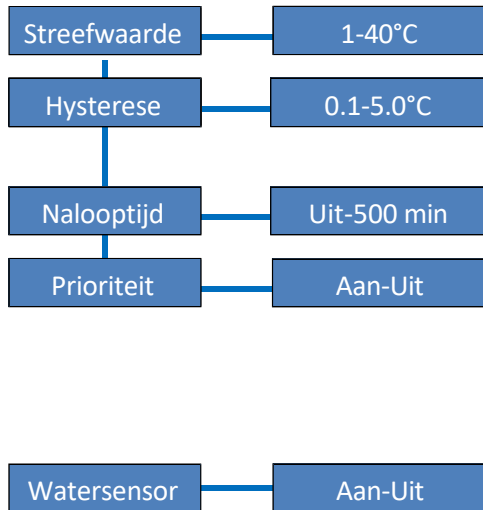 Streefwaarde 1-40°C
Hysterese 0.1-5.0°C
Nalooptijd Uit-500 min
Prioriteit Aan-Uit
Watersensor Aan-Uit